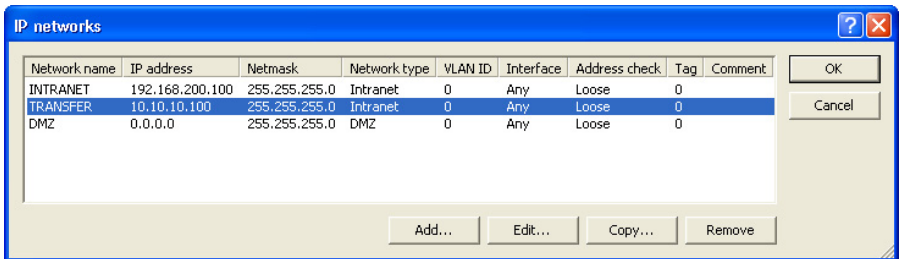 IP networks
Network name IP address Netmask Network type VLAN ID Interface Address check Tag Comment
INTRANET 192.168.200.100 255.255.255.0 Intranet 0 Any Loose 0
TRANSFER 10.10.10.100 255.255.255.0 Intranet 0 Any Loose 0
DMZ 0.0.0.0 255.255.255.0 DMZ 0 Any Loose 0
OK
Cancel
Add... Edit... Copy... Remove